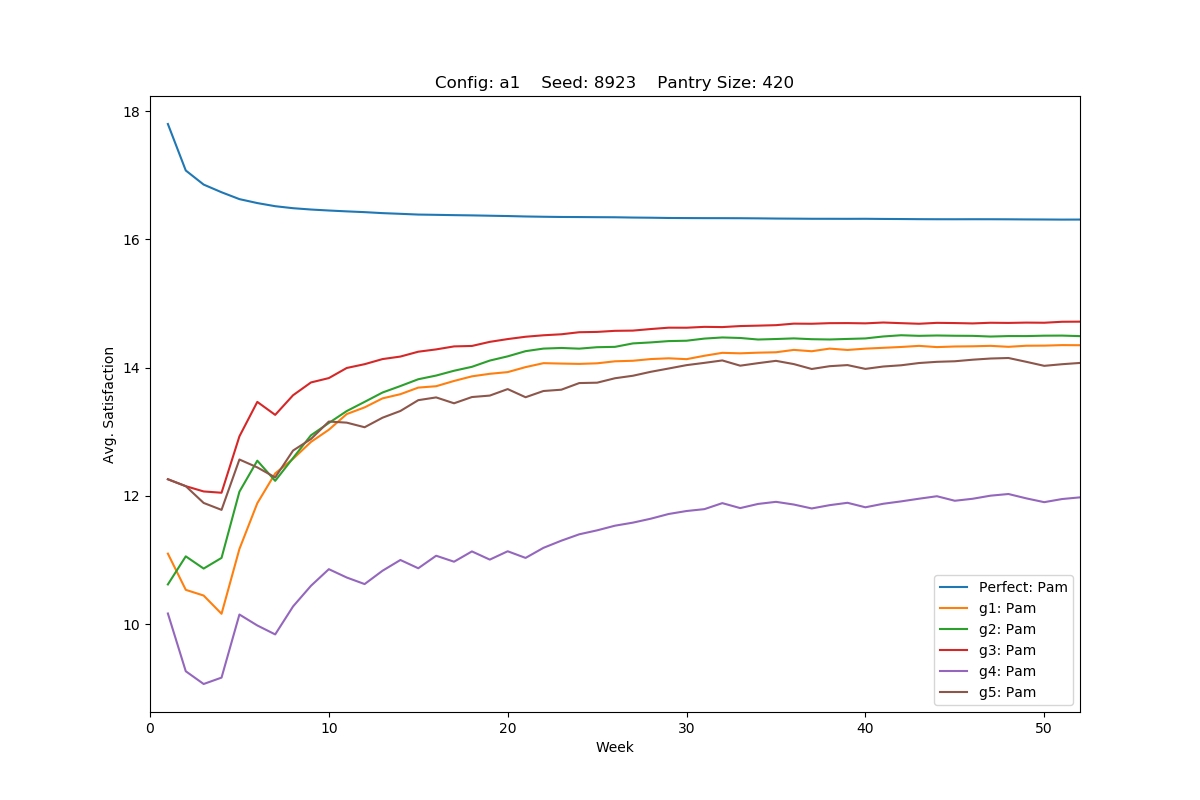 Config: a1    Seed: 8923    Pantry Size: 420
Avg. Satisfaction
18
16
14
12
10
0 10 20 30 40 50
Week
Perfect: Pam
g1: Pam
g2: Pam
g3: Pam
g4: Pam
g5: Pam